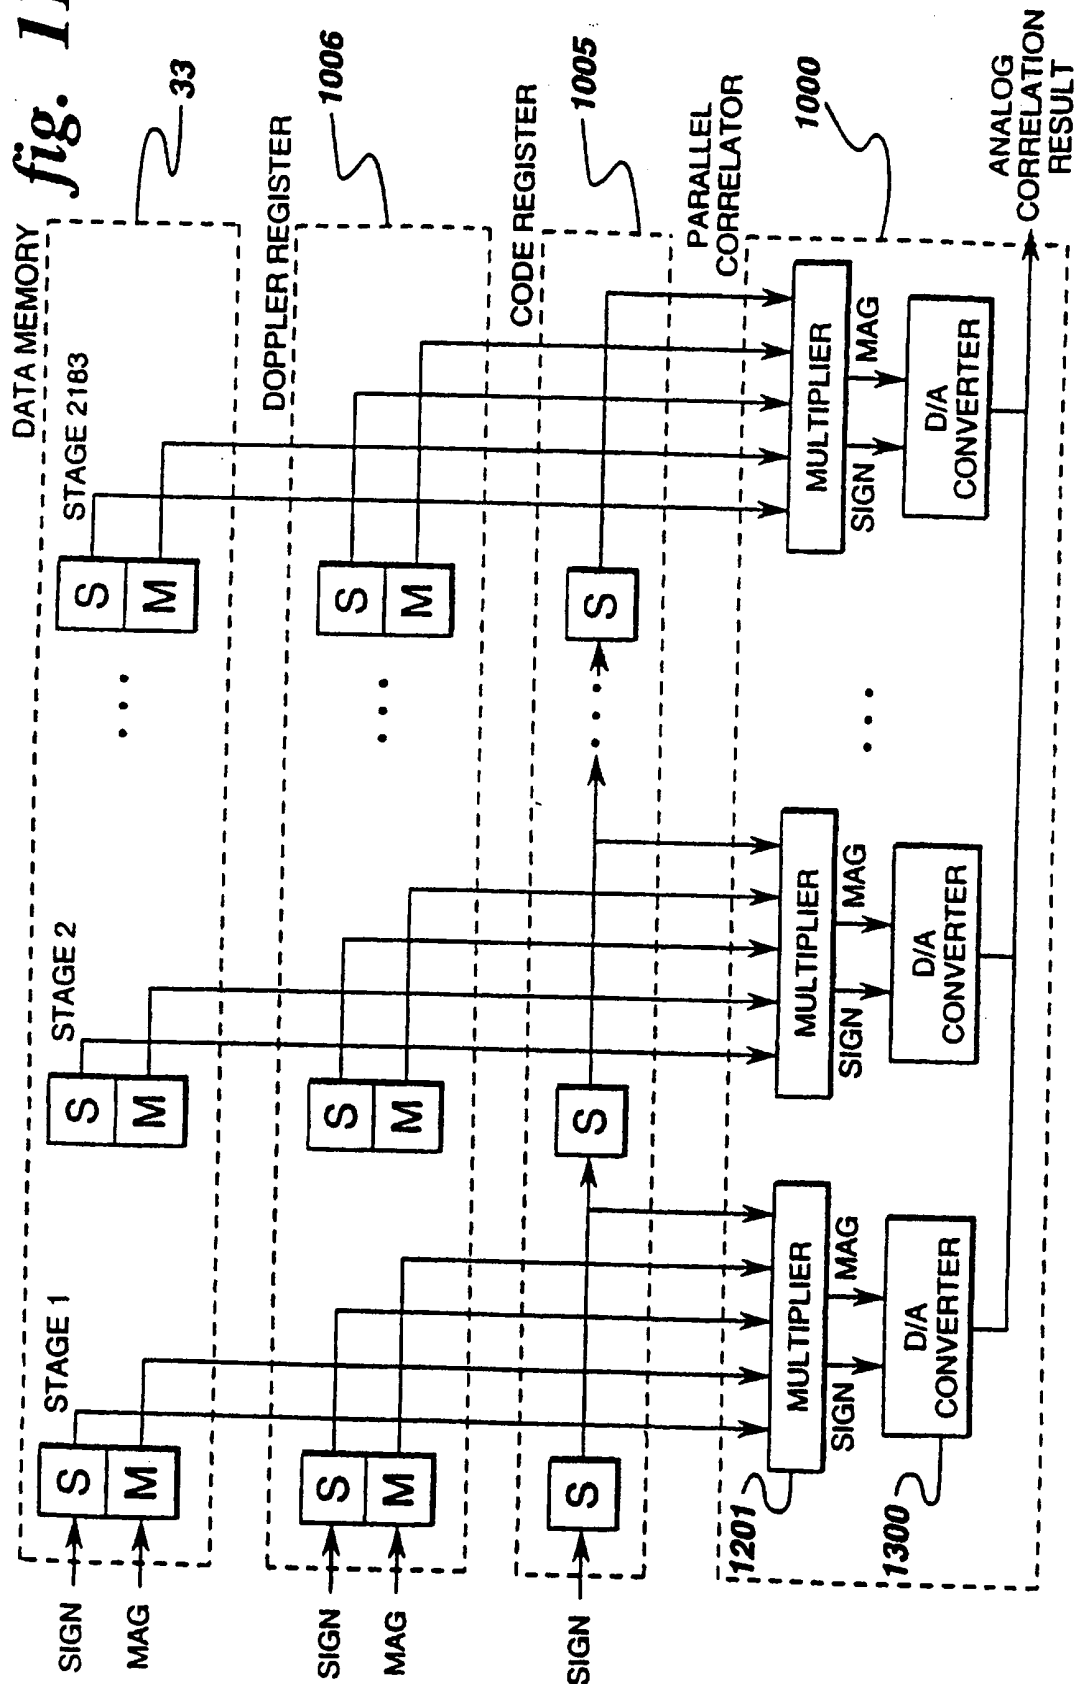 fig. 11
DATA MEMORY
33
STAGE 1
STAGE 2
STAGE 2183
SIGN
MAG
S
M
S
M
...
S
M
DOPPLER REGISTER
1006
SIGN
MAG
S
M
S
M
...
S
M
CODE REGISTER
1005
SIGN
S
S
...
S
PARALLEL
CORRELATOR
1000
1201
MULTIPLIER
MULTIPLIER
...
MULTIPLIER
SIGN
MAG
SIGN
MAG
SIGN
MAG
1300
D/A
CONVERTER
D/A
CONVERTER
D/A
CONVERTER
ANALOG
CORRELATION
RESULT